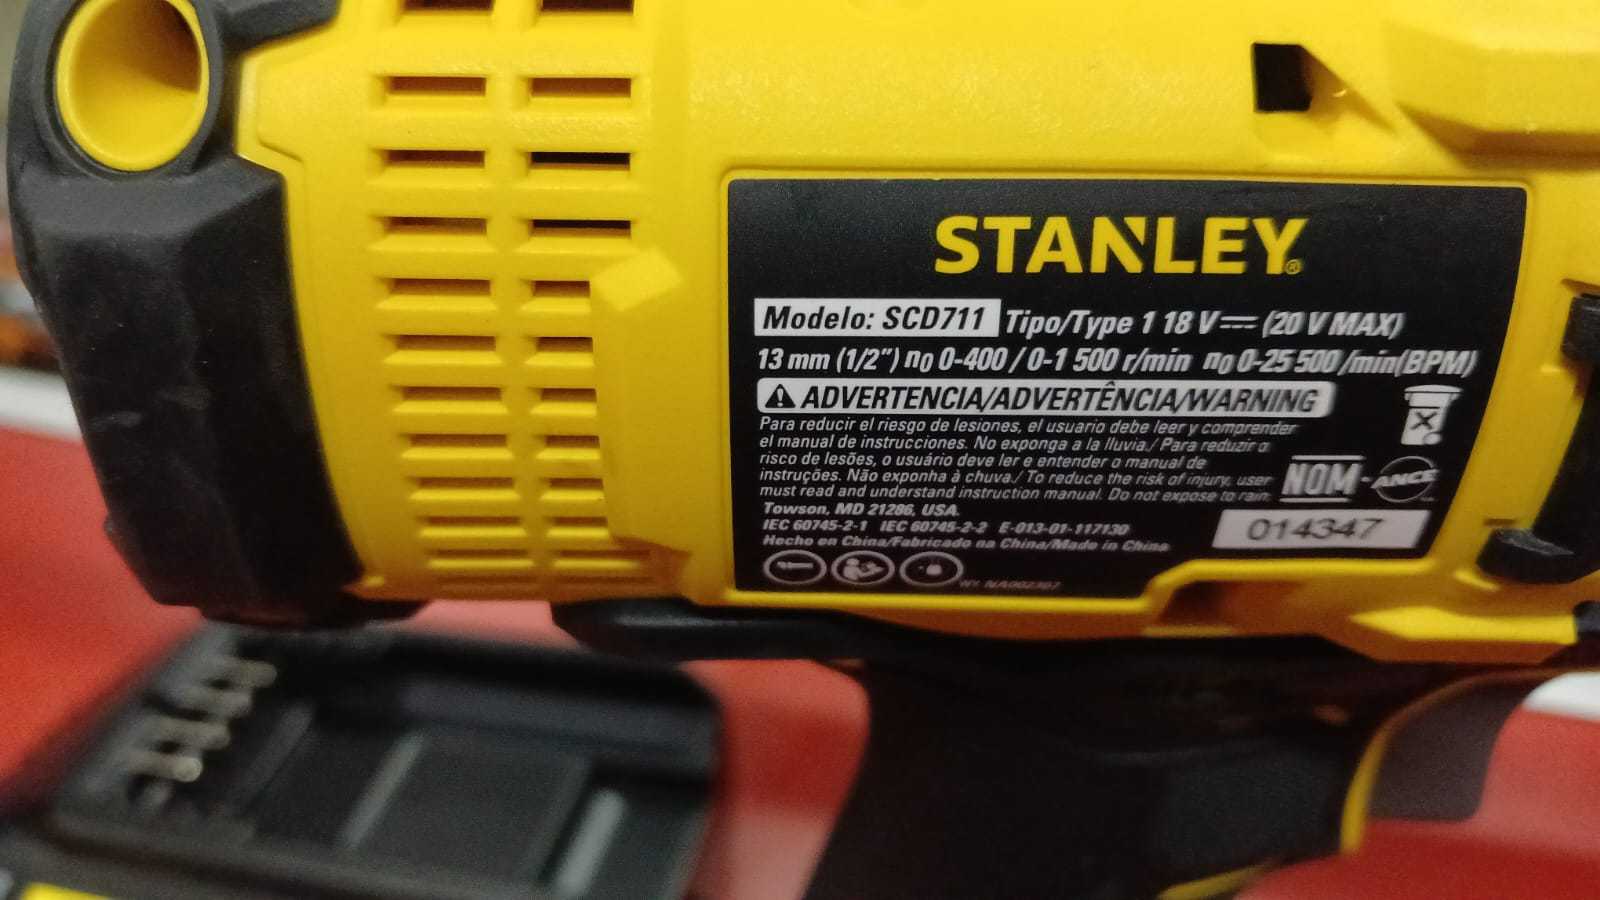 STANLEY®
Modelo: SCD711 Tipo/Type 1 18 V⎓ (20 V MAX)
13 mm (1/2") n₀ 0-400 / 0-1 500 r/min n₀ 0-25 500 /min(BPM)
⚠ ADVERTENCIA/ADVERTÊNCIA/WARNING
Para reducir el riesgo de lesiones, el usuario debe leer y comprender
el manual de instrucciones. No exponga a la lluvia./ Para reduzir o
risco de lesões, o usuário deve ler e entender o manual de
instruções. Não exponha à chuva./ To reduce the risk of injury, user
must read and understand instruction manual. Do not expose to rain.
NOM-ANCE
Towson, MD 21286, USA.
IEC 60745-2-1 IEC 60745-2-2 E-013-01-117130
Hecho en China/Fabricado na China/Made in China
014347
NA002307